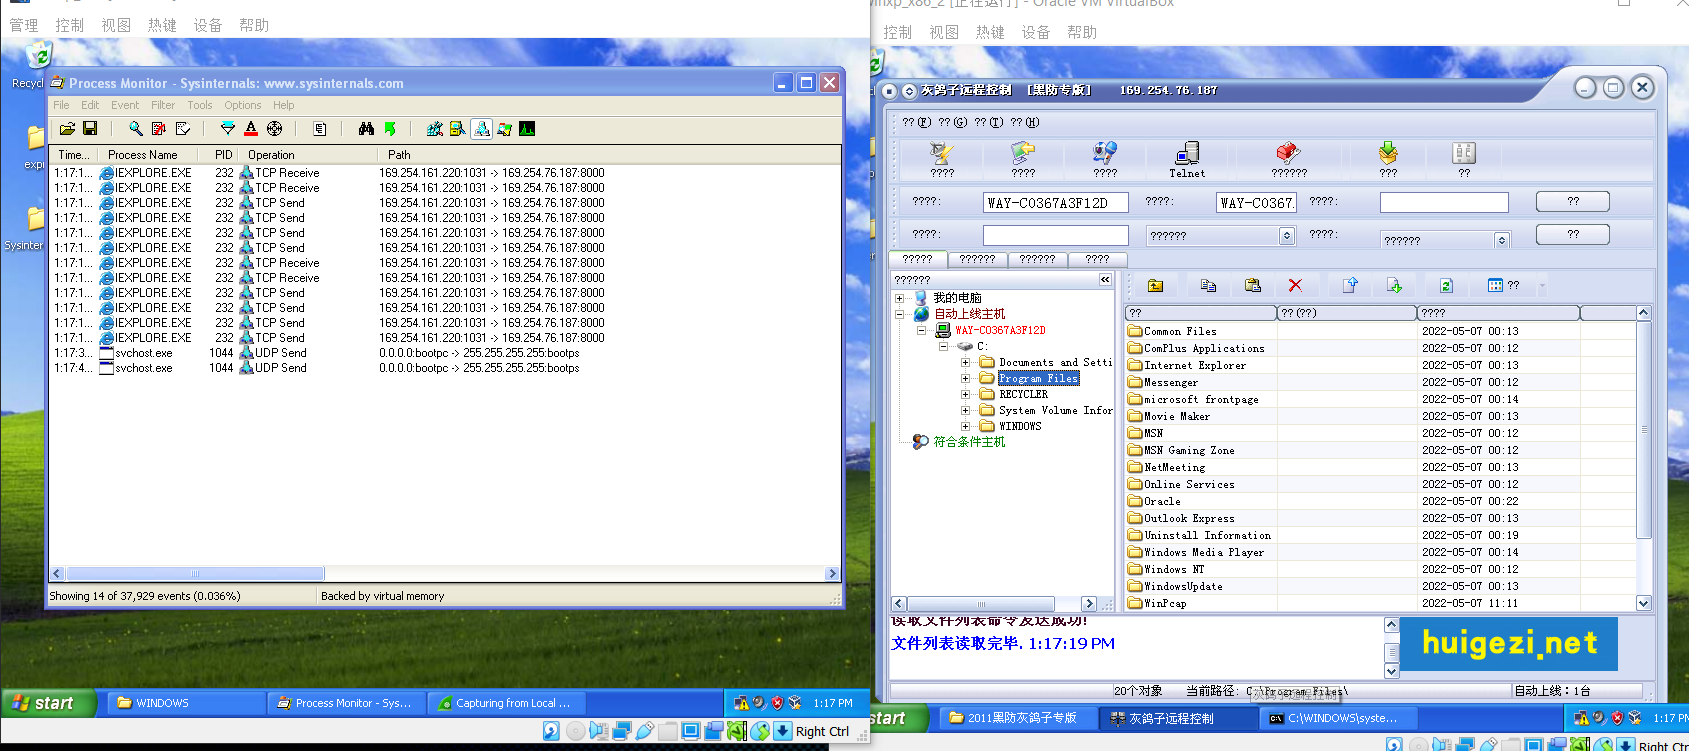 管理 控制 视图 热键 设备 帮助
Recycl
expl
Sysinter
Process Monitor - Sysinternals: www.sysinternals.com
File Edit Event Filter Tools Options Help
Time... Process Name PID Operation Path
1:17:1... IEXPLORE.EXE 232 TCP Receive 169.254.161.220:1031 -> 169.254.76.187:8000
1:17:1... IEXPLORE.EXE 232 TCP Receive 169.254.161.220:1031 -> 169.254.76.187:8000
1:17:1... IEXPLORE.EXE 232 TCP Send 169.254.161.220:1031 -> 169.254.76.187:8000
1:17:1... IEXPLORE.EXE 232 TCP Send 169.254.161.220:1031 -> 169.254.76.187:8000
1:17:1... IEXPLORE.EXE 232 TCP Send 169.254.161.220:1031 -> 169.254.76.187:8000
1:17:1... IEXPLORE.EXE 232 TCP Send 169.254.161.220:1031 -> 169.254.76.187:8000
1:17:1... IEXPLORE.EXE 232 TCP Receive 169.254.161.220:1031 -> 169.254.76.187:8000
1:17:1... IEXPLORE.EXE 232 TCP Receive 169.254.161.220:1031 -> 169.254.76.187:8000
1:17:1... IEXPLORE.EXE 232 TCP Send 169.254.161.220:1031 -> 169.254.76.187:8000
1:17:1... IEXPLORE.EXE 232 TCP Send 169.254.161.220:1031 -> 169.254.76.187:8000
1:17:1... IEXPLORE.EXE 232 TCP Send 169.254.161.220:1031 -> 169.254.76.187:8000
1:17:1... IEXPLORE.EXE 232 TCP Send 169.254.161.220:1031 -> 169.254.76.187:8000
1:17:3... svchost.exe 1044 UDP Send 0.0.0.0:bootpc -> 255.255.255.255:bootps
1:17:4... svchost.exe 1044 UDP Send 0.0.0.0:bootpc -> 255.255.255.255:bootps
Showing 14 of 37,929 events (0.036%) Backed by virtual memory
start WINDOWS Process Monitor - Sys... Capturing from Local ... 1:17 PM
Right Ctrl
winxp_x86_2 [正在运行] - Oracle VM VirtualBox
控制 视图 热键 设备 帮助
灰鸽子远程控制 [黑防专版] 169.254.76.187
??(F) ??(G) ??(T) ??(H)
???? ???? ???? Telnet ?????? ??? ??
????: WAY-C0367A3F12D ????: WAY-C0367. ????: ??
????: ?????? ????: ?????? ??
????? ?????? ?????? ????
??????
我的电脑
自动上线主机
WAY-C0367A3F12D
C:
Documents and Setti
Program Files
RECYCLER
System Volume Infor
WINDOWS
符合条件主机
??
?? ??(??) ????
Common Files 2022-05-07 00:13
ComPlus Applications 2022-05-07 00:12
Internet Explorer 2022-05-07 00:13
Messenger 2022-05-07 00:12
microsoft frontpage 2022-05-07 00:14
Movie Maker 2022-05-07 00:13
MSN 2022-05-07 00:12
MSN Gaming Zone 2022-05-07 00:12
NetMeeting 2022-05-07 00:13
Online Services 2022-05-07 00:12
Oracle 2022-05-07 00:22
Outlook Express 2022-05-07 00:13
Uninstall Information 2022-05-07 00:19
Windows Media Player 2022-05-07 00:14
Windows NT 2022-05-07 00:12
WindowsUpdate 2022-05-07 00:13
WinPcap 2022-05-07 11:11
读取文件列表命令发送成功!
文件列表读取完毕. 1:17:19 PM
huigezi.net
20个对象 当前路径: C:\Program Files\ 自动上线:1台
灰鸽子远程控制
start 2011黑防灰鸽子专版 灰鸽子远程控制 C:\WINDOWS\syste... 1:17 PM
Right Ctr